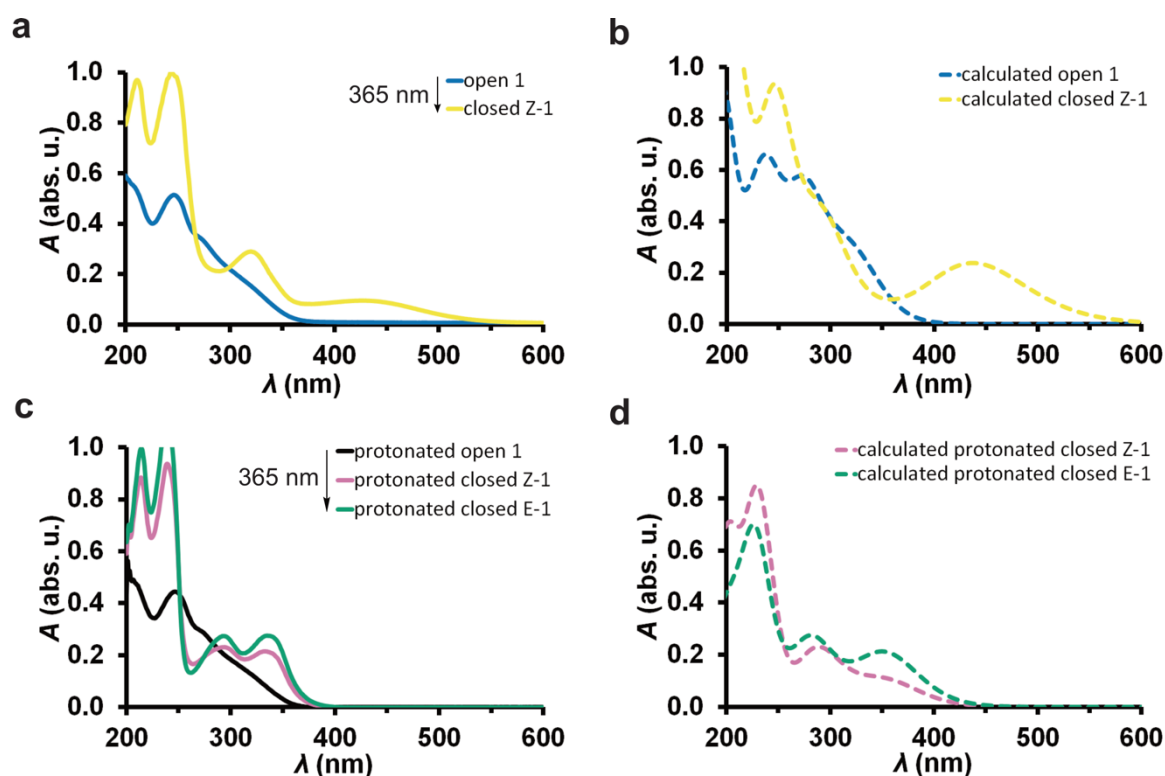 a
1.0
0.8
0.6
0.4
0.2
0.0
A (abs. u.)
200 300 400 500 600
λ (nm)
365 nm
open 1
closed Z-1
b
1.0
0.8
0.6
0.4
0.2
0.0
A (abs. u.)
200 300 400 500 600
λ (nm)
calculated open 1
calculated closed Z-1
c
1.0
0.8
0.6
0.4
0.2
0.0
A (abs. u.)
200 300 400 500 600
λ (nm)
365 nm
protonated open 1
protonated closed Z-1
protonated closed E-1
d
1.0
0.8
0.6
0.4
0.2
0.0
A (abs. u.)
200 300 400 500 600
λ (nm)
calculated protonated closed Z-1
calculated protonated closed E-1